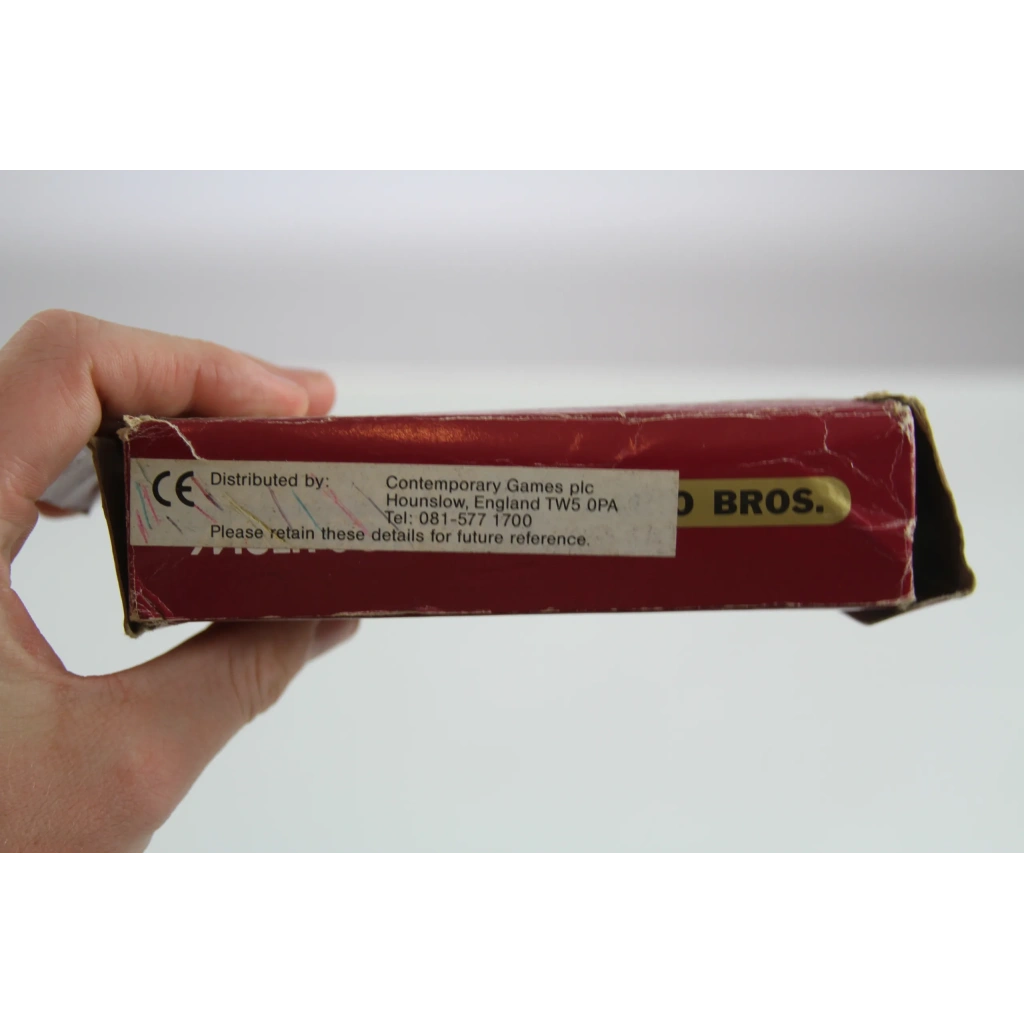 CE Distributed by: Contemporary Games plc
Hounslow, England TW5 0PA
Tel: 081-577 1700
Please retain these details for future reference.
O BROS.